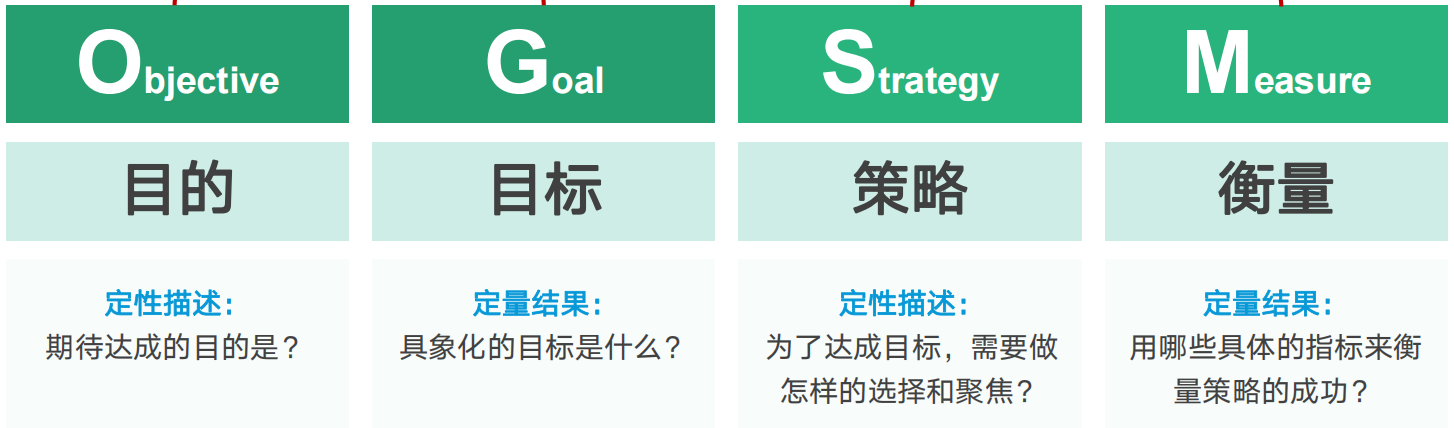 Objective
Goal
Strategy
Measure
目的
目标
策略
衡量
定性描述：
期待达成的目的是？
定量结果：
具象化的目标是什么？
定性描述：
为了达成目标，需要做
怎样的选择和聚焦？
定量结果：
用哪些具体的指标来衡
量策略的成功？